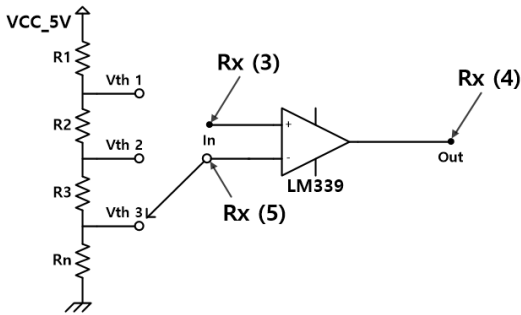 VCC_5V
R1
Vth 1
R2
Vth 2
R3
Vth 3
Rn
Rx (3)
In
+
-
LM339
Rx (5)
Rx (4)
Out